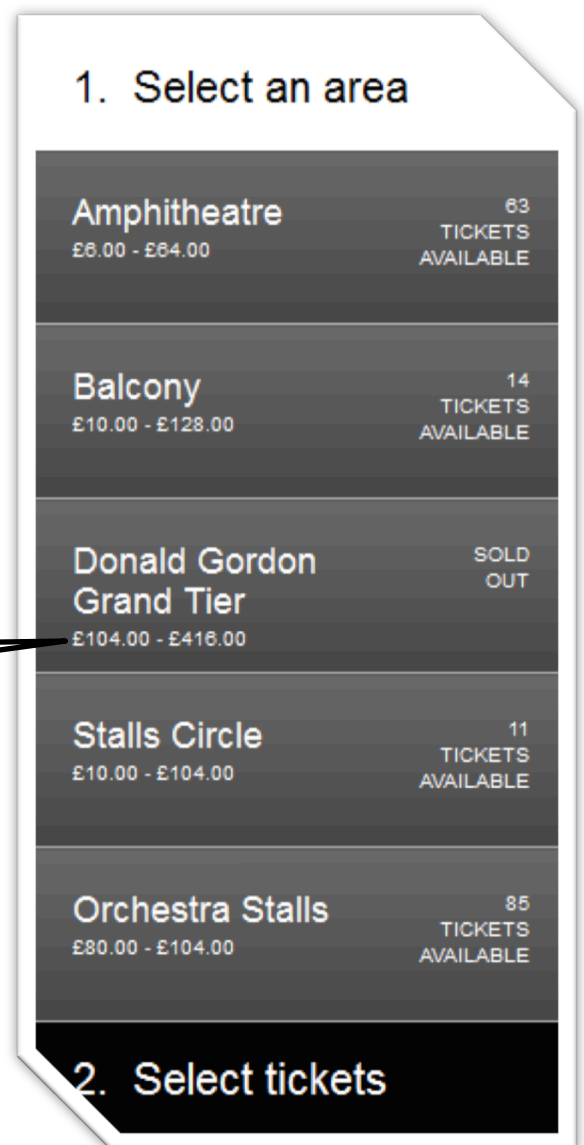 1. Select an area
Amphitheatre
£6.00 - £64.00
63
TICKETS
AVAILABLE
Balcony
£10.00 - £128.00
14
TICKETS
AVAILABLE
Donald Gordon
Grand Tier
£104.00 - £416.00
SOLD
OUT
Stalls Circle
£10.00 - £104.00
11
TICKETS
AVAILABLE
Orchestra Stalls
£80.00 - £104.00
85
TICKETS
AVAILABLE
2. Select tickets